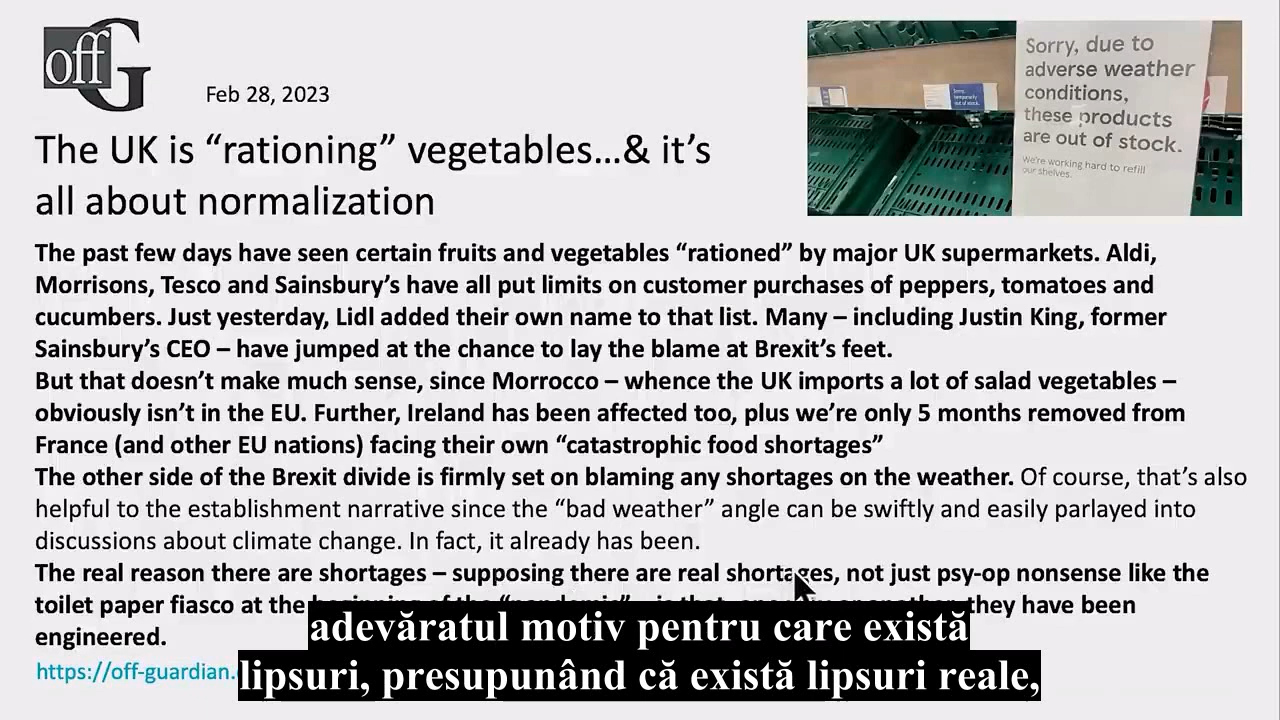 off
G
Feb 28, 2023
The UK is “rationing” vegetables...& it’s
all about normalization
Sorry, due to
adverse weather
conditions,
these products
are out of stock.
We're working hard to refill
our shelves.
Sorry,
temporarily
out of stock.
The past few days have seen certain fruits and vegetables “rationed” by major UK supermarkets. Aldi,
Morrisons, Tesco and Sainsbury’s have all put limits on customer purchases of peppers, tomatoes and
cucumbers. Just yesterday, Lidl added their own name to that list. Many – including Justin King, former
Sainsbury’s CEO – have jumped at the chance to lay the blame at Brexit’s feet.
But that doesn’t make much sense, since Morrocco – whence the UK imports a lot of salad vegetables –
obviously isn’t in the EU. Further, Ireland has been affected too, plus we’re only 5 months removed from
France (and other EU nations) facing their own “catastrophic food shortages”
The other side of the Brexit divide is firmly set on blaming any shortages on the weather. Of course, that’s also
helpful to the establishment narrative since the “bad weather” angle can be swiftly and easily parlayed into
discussions about climate change. In fact, it already has been.
The real reason there are shortages – supposing there are real shortages, not just psy-op nonsense like the
toilet paper fiasco at the they have been
engineered.
https://off-guardian.
adevăratul motiv pentru care există
lipsuri, presupunând că există lipsuri reale,